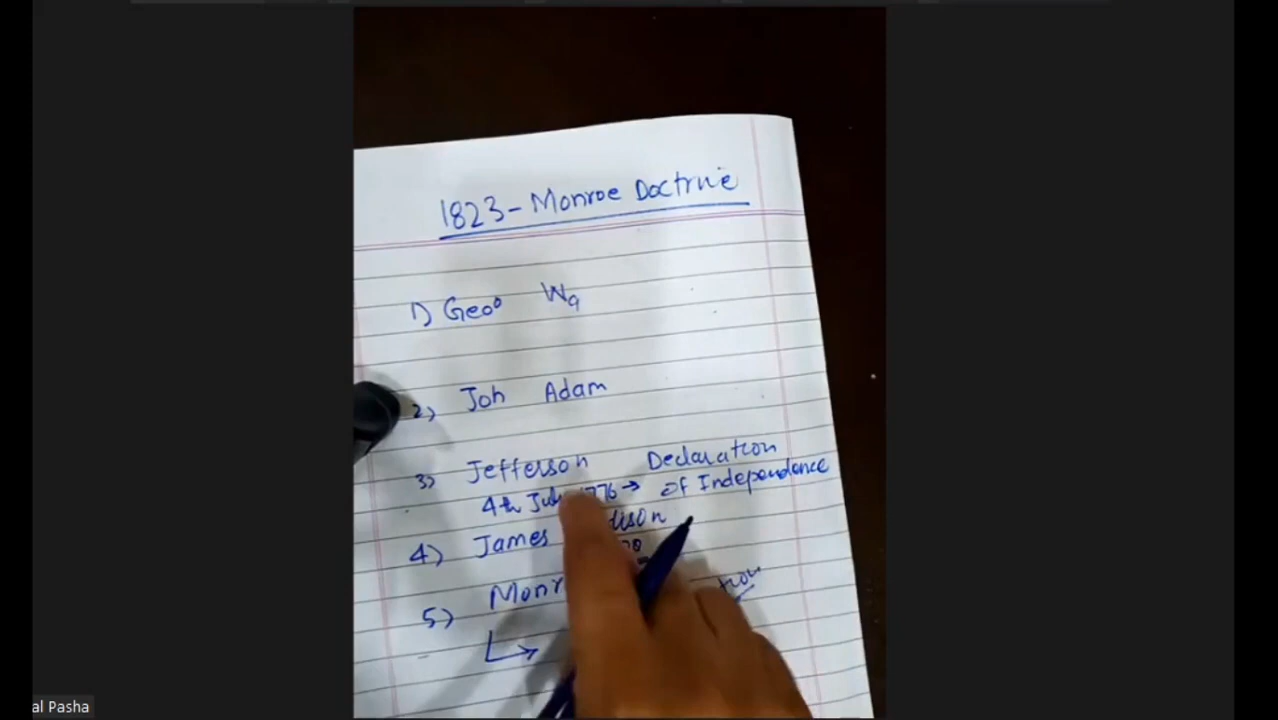 1823 - Monroe Doctrine
1) Geo° Wa
2) Joh Adam
3) Jefferson Declaration
4th July 1776 → of Independence
4) James dison
5) Monr
al Pasha